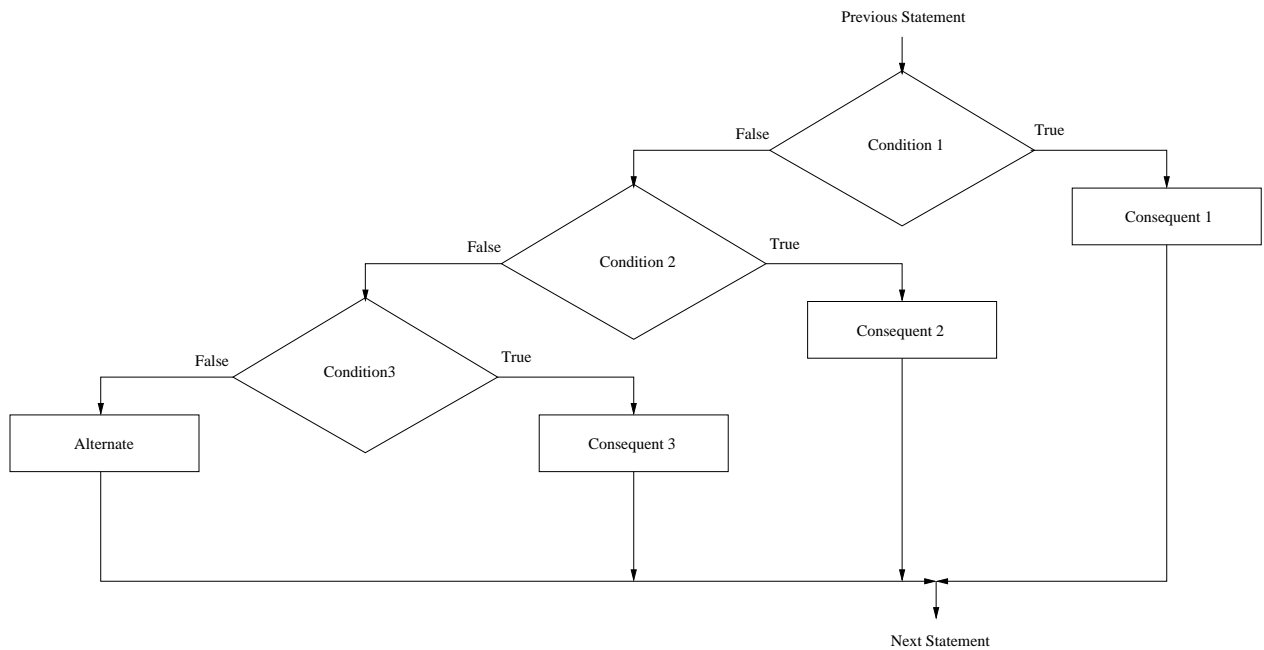 Previous Statement
False
True
Condition 1
Consequent 1
False
True
Condition 2
Consequent 2
False
True
Condition3
Alternate
Consequent 3
Next Statement